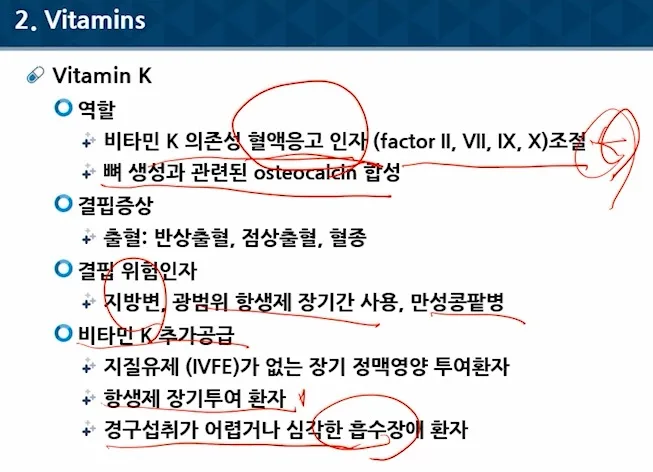 2. Vitamins
Vitamin K
역할
비타민 K 의존성 혈액응고 인자 (factor II, VII, IX, X)조절
뼈 생성과 관련된 osteocalcin 합성
결핍증상
출혈: 반상출혈, 점상출혈, 혈종
결핍 위험인자
지방변, 광범위 항생제 장기간 사용, 만성콩팥병
비타민 K 추가공급
지질유제 (IVFE)가 없는 장기 정맥영양 투여환자
항생제 장기투여 환자
경구섭취가 어렵거나 심각한 흡수장애 환자